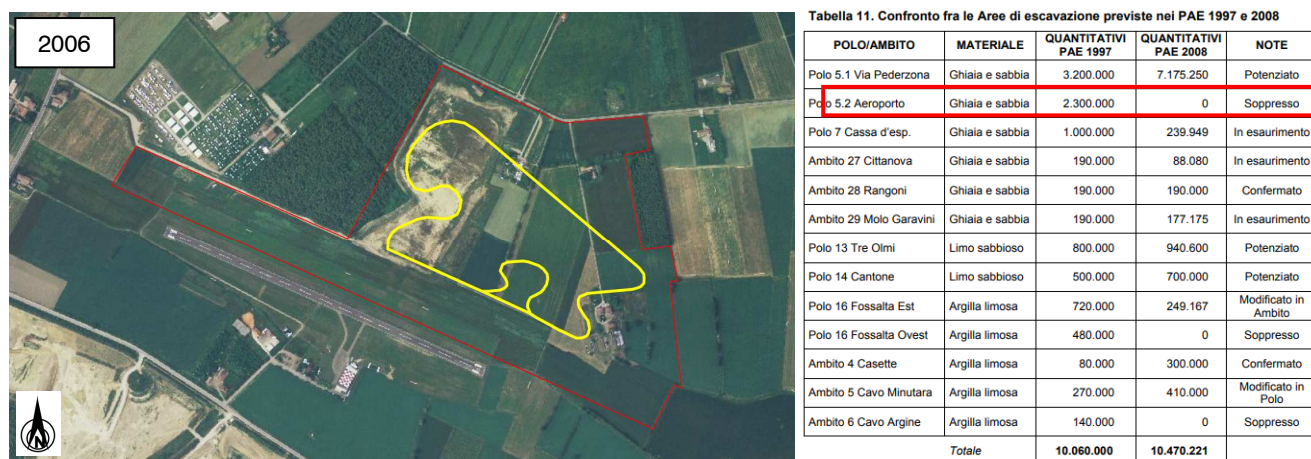 2006
N
Tabella 11. Confronto fra le Aree di escavazione previste nei PAE 1997 e 2008
POLO/AMBITO MATERIALE QUANTITATIVI PAE 1997 QUANTITATIVI PAE 2008 NOTE
Polo 5.1 Via Pederzona Ghiaia e sabbia 3.200.000 7.175.250 Potenziato
Polo 5.2 Aeroporto Ghiaia e sabbia 2.300.000 0 Soppresso
Polo 7 Cassa d'esp. Ghiaia e sabbia 1.000.000 239.949 In esaurimento
Ambito 27 Cittanova Ghiaia e sabbia 190.000 88.080 In esaurimento
Ambito 28 Rangoni Ghiaia e sabbia 190.000 190.000 Confermato
Ambito 29 Molo Garavini Ghiaia e sabbia 190.000 177.175 In esaurimento
Polo 13 Tre Olmi Limo sabbioso 800.000 940.600 Potenziato
Polo 14 Cantone Limo sabbioso 500.000 700.000 Potenziato
Polo 16 Fossalta Est Argilla limosa 720.000 249.167 Modificato in Ambito
Polo 16 Fossalta Ovest Argilla limosa 480.000 0 Soppresso
Ambito 4 Casette Argilla limosa 80.000 300.000 Confermato
Ambito 5 Cavo Minutara Argilla limosa 270.000 410.000 Modificato in Polo
Ambito 6 Cavo Argine Argilla limosa 140.000 0 Soppresso
Totale 10.060.000 10.470.221